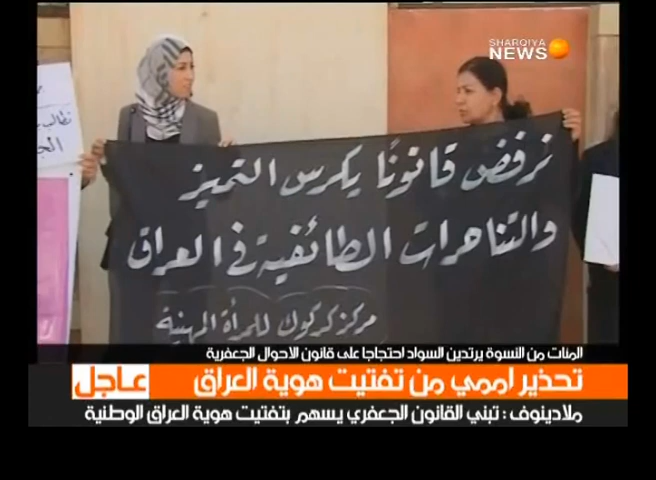 SHARQIYA
NEWS
نطالب
نرفض قانونًا يكرس التميز
والتناحرات الطائفية في العراق
مركز كركوك للمرأة المهنية
المئات من النسوة يرتدين السواد احتجاجا على قانون الاحوال الجعفرية
عاجل تحذير اممي من تفتيت هوية العراق
ملادينوف : تبني القانون الجعفري يسهم بتفتيت هوية العراق الوطنية